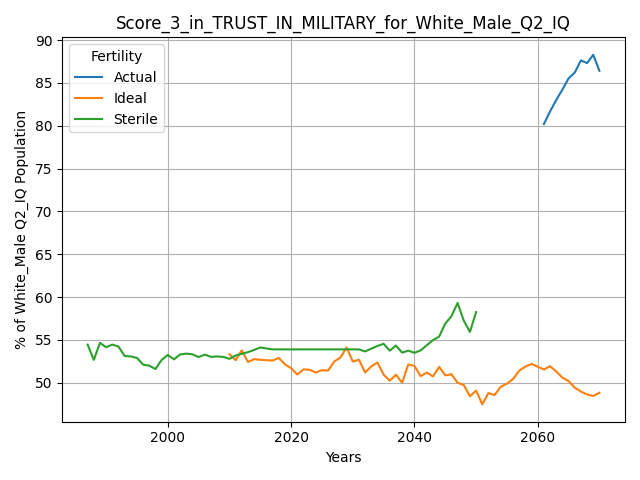 Score_3_in_TRUST_IN_MILITARY_for_White_Male_Q2_IQ
% of White_Male Q2_IQ Population
90
85
80
75
70
65
60
55
50
Fertility
Actual
Ideal
Sterile
2000
2020
2040
2060
Years